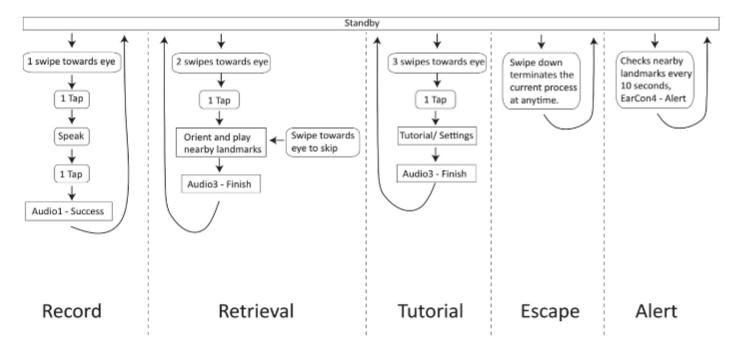 Standby
1 swipe towards eye
1 Tap
Speak
1 Tap
Audio1 - Success
2 swipes towards eye
1 Tap
Orient and play
nearby landmarks
Swipe towards
eye to skip
Audio3 - Finish
3 swipes towards eye
1 Tap
Tutorial/ Settings
Audio3 - Finish
Swipe down
terminates the
current process
at anytime.
Checks nearby
landmarks every
10 seconds,
EarCon4 - Alert
Record
Retrieval
Tutorial
Escape
Alert